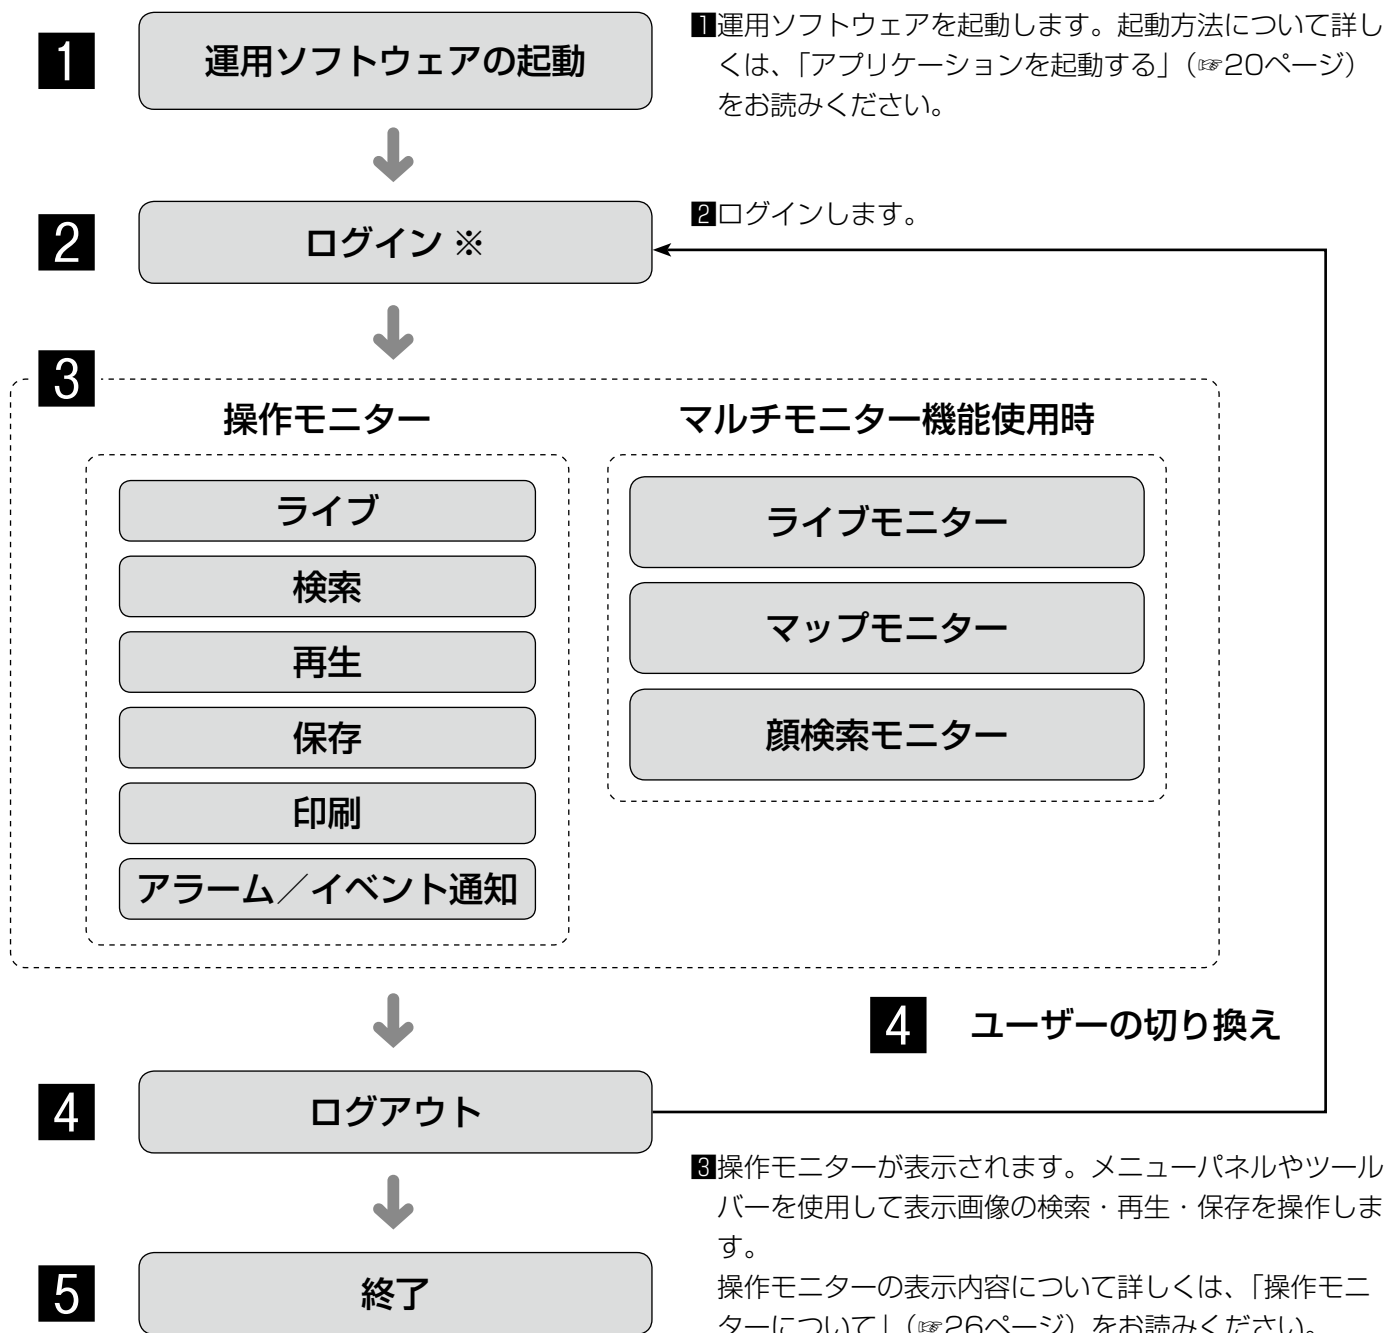 1 運用ソフトウェアの起動
1運用ソフトウェアを起動します。起動方法について詳し
くは、「アプリケーションを起動する」（☞20ページ）
をお読みください。
2 ログイン ※
2ログインします。
3
操作モニター
ライブ
検索
再生
保存
印刷
アラーム／イベント通知
マルチモニター機能使用時
ライブモニター
マップモニター
顔検索モニター
4 ユーザーの切り換え
4 ログアウト
3操作モニターが表示されます。メニューパネルやツール
バーを使用して表示画像の検索・再生・保存を操作しま
す。
操作モニターの表示内容について詳しくは、「操作モニ
ターについて」（☞26ページ）をお読みください。
5 終了